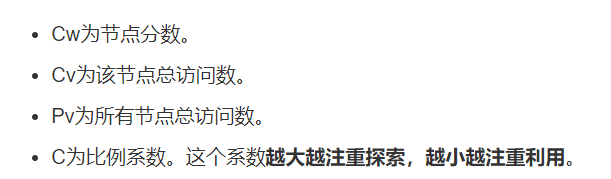 • Cw为节点分数。
• Cv为该节点总访问数。
• Pv为所有节点总访问数。
• C为比例系数。这个系数越大越注重探索，越小越注重利用。